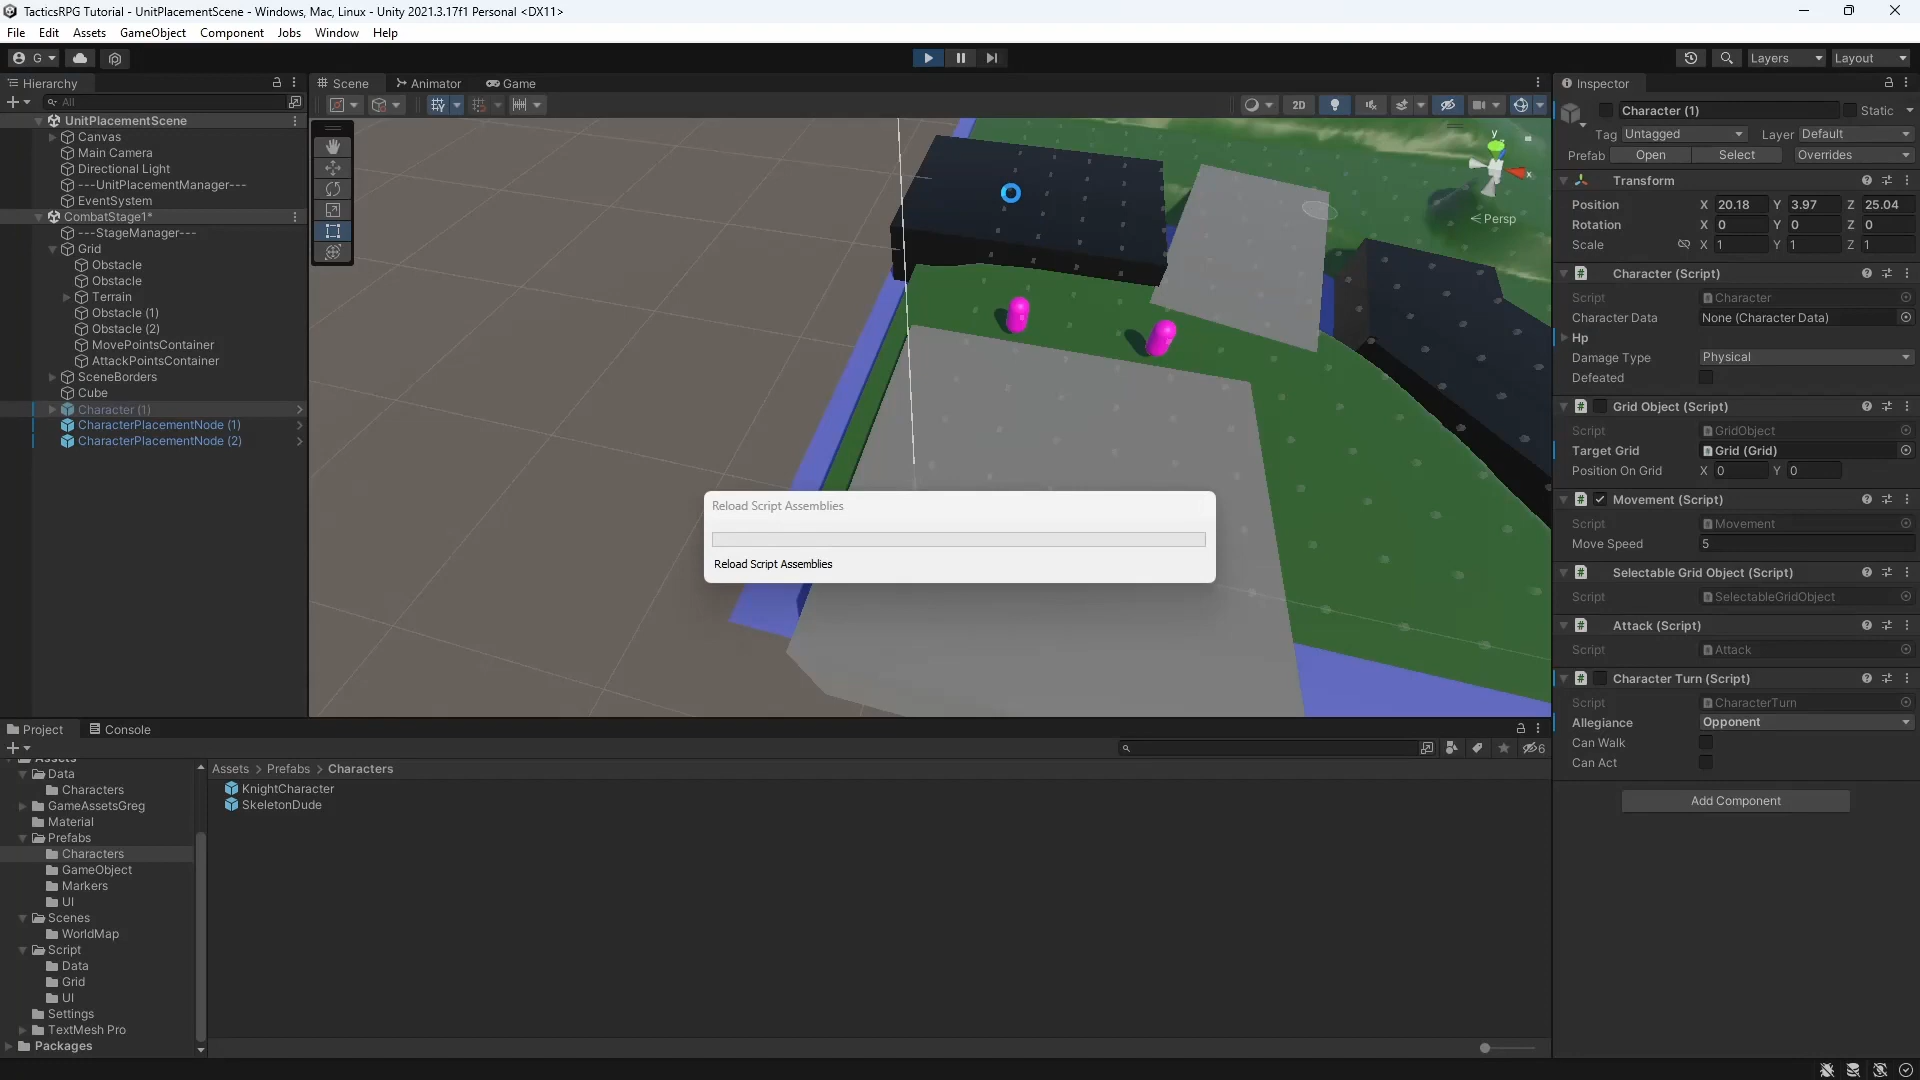 TacticsRPG Tutorial - UnitPlacementScene - Windows, Mac, Linux - Unity 2021.3.17f1 Personal <DX11>
File Edit Assets GameObject Component Jobs Window Help
G
Layers
Layout
Hierarchy
All
UnitPlacementScene
Canvas
Main Camera
Directional Light
---UnitPlacementManager---
EventSystem
CombatStage1*
---StageManager---
Grid
Obstacle
Obstacle
Terrain
Obstacle (1)
Obstacle (2)
MovePointsContainer
AttackPointsContainer
SceneBorders
Cube
Character (1)
CharacterPlacementNode (1)
CharacterPlacementNode (2)
Scene Animator Game
2D
y
x
Persp
Reload Script Assemblies
Reload Script Assemblies
Inspector
Character (1) Static
Tag Untagged Layer Default
Prefab Open Select Overrides
Transform
Position X 20.18 Y 3.97 Z 25.04
Rotation X 0 Y 0 Z 0
Scale X 1 Y 1 Z 1
Character (Script)
Script Character
Character Data None (Character Data)
Hp
Damage Type Physical
Defeated
Grid Object (Script)
Script GridObject
Target Grid Grid (Grid)
Position On Grid X 0 Y 0
Movement (Script)
Script Movement
Move Speed 5
Selectable Grid Object (Script)
Script SelectableGridObject
Attack (Script)
Script Attack
Character Turn (Script)
Script CharacterTurn
Allegiance Opponent
Can Walk
Can Act
Add Component
Project Console
6
Assets
Data
Characters
GameAssetsGreg
Material
Prefabs
Characters
GameObject
Markers
UI
Scenes
WorldMap
Script
Data
Grid
UI
Settings
TextMesh Pro
Packages
Assets > Prefabs > Characters
KnightCharacter
SkeletonDude